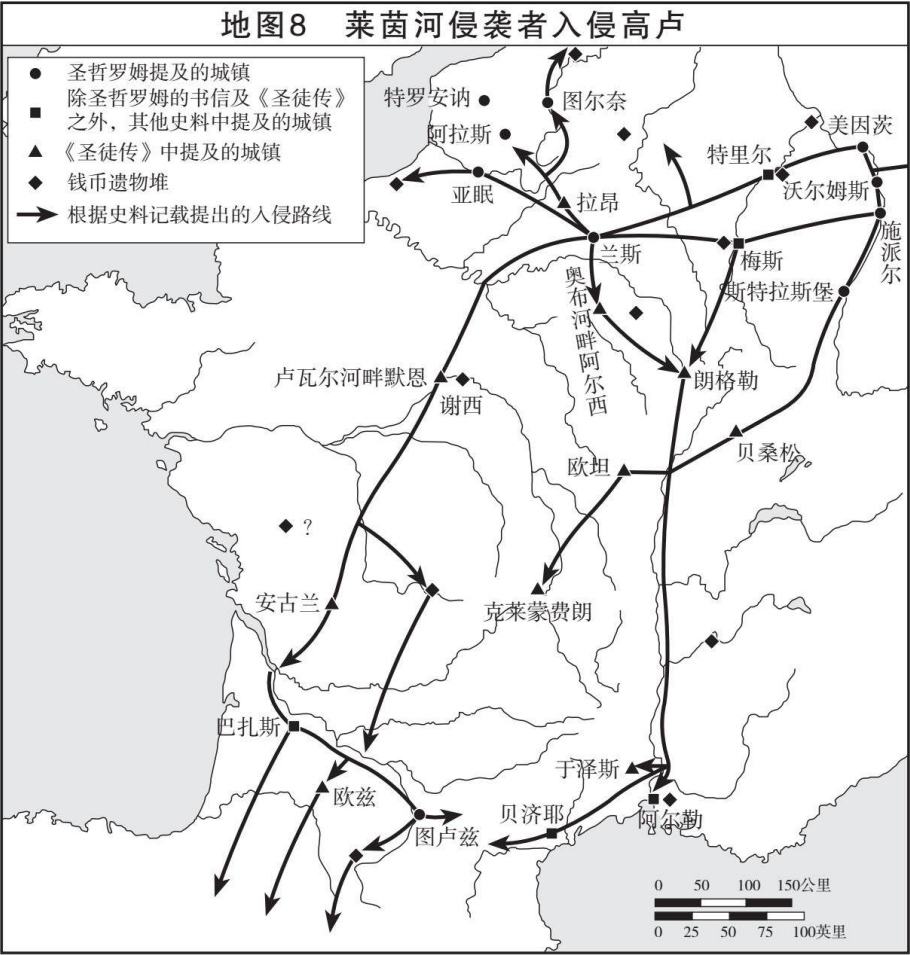 地图8 莱茵河侵袭者入侵高卢
圣哲罗姆提及的城镇
除圣哲罗姆的书信及《圣徒传》
之外，其他史料中提及的城镇
《圣徒传》中提及的城镇
钱币遗物堆
根据史料记载提出的入侵路线
特罗安讷
图尔奈
阿拉斯
美因茨
特里尔
亚眠
拉昂
沃尔姆斯
兰斯
梅斯
施派尔
奥布河畔阿尔西
斯特拉斯堡
卢瓦尔河畔默恩
谢西
朗格勒
贝桑松
欧坦
?
安古兰
克莱蒙费朗
巴扎斯
于泽斯
欧兹
贝济耶
阿尔勒
图卢兹
0 50 100 150公里
0 25 50 75 100英里